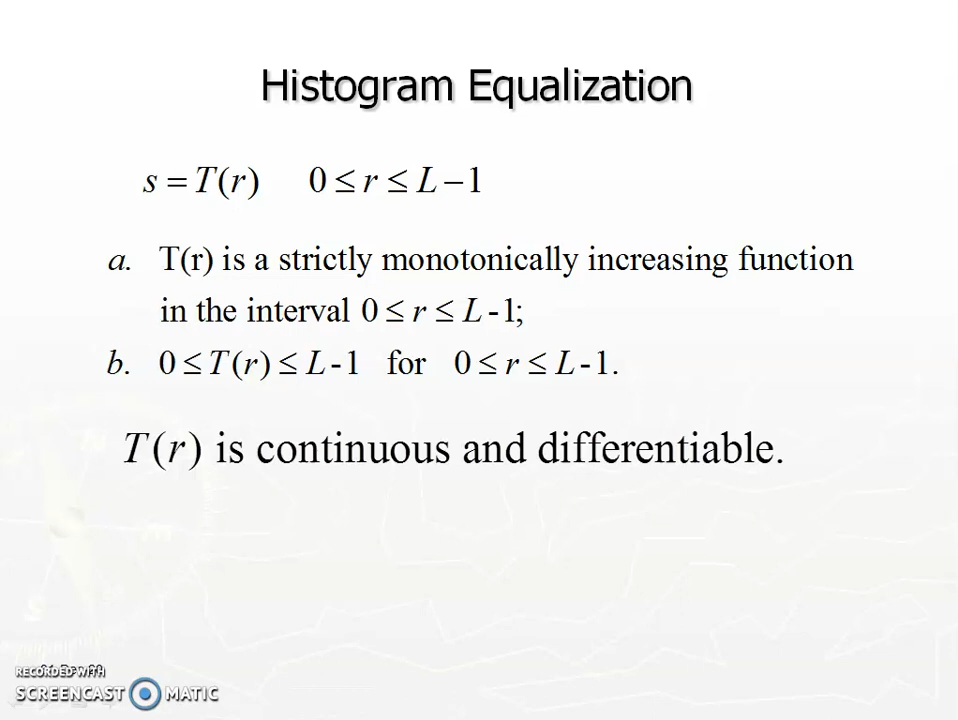 Histogram Equalization
s = T(r) 0 ≤ r ≤ L – 1
a. T(r) is a strictly monotonically increasing function
in the interval 0 ≤ r ≤ L -1;
b. 0 ≤ T(r) ≤ L -1 for 0 ≤ r ≤ L -1.
T(r) is continuous and differentiable.
RECORDED WITH
SCREENCAST MATIC